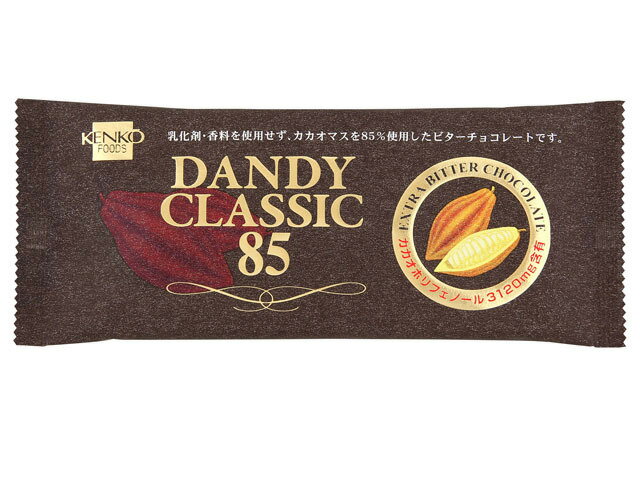 KENKO
FOODS
乳化剤・香料を使用せず、カカオマスを85%使用したビターチョコレートです。
DANDY
CLASSIC
85
EXTRA BITTER CHOCOLATE
カカオポリフェノール3120mg含有